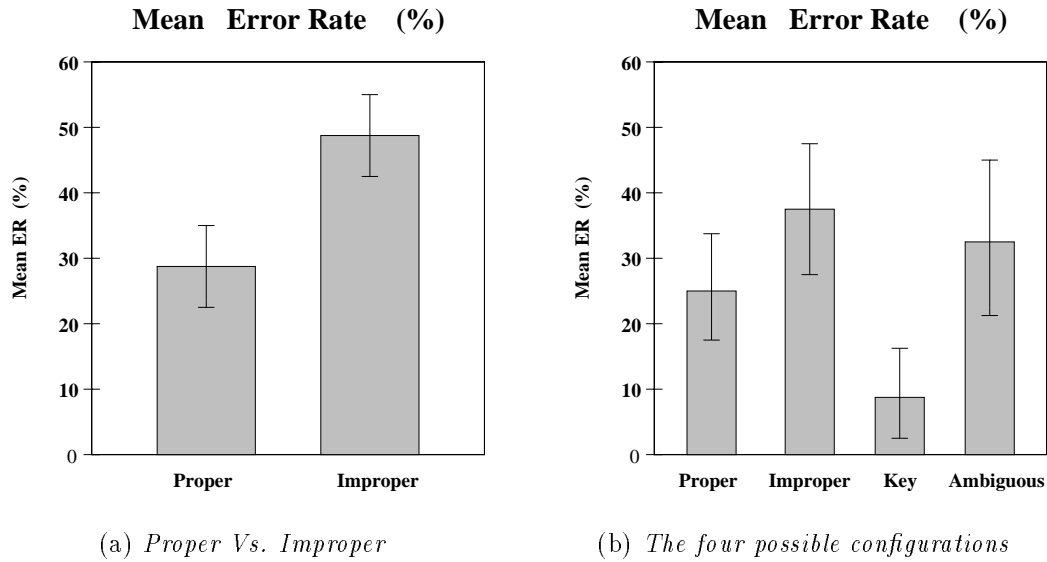 Mean Error Rate (%)
60
50
40
30
20
10
0
Mean ER (%)
Proper Improper
(a) Proper Vs. Improper
Mean Error Rate (%)
60
50
40
30
20
10
0
Mean ER (%)
Proper Improper Key Ambiguous
(b) The four possible configurations